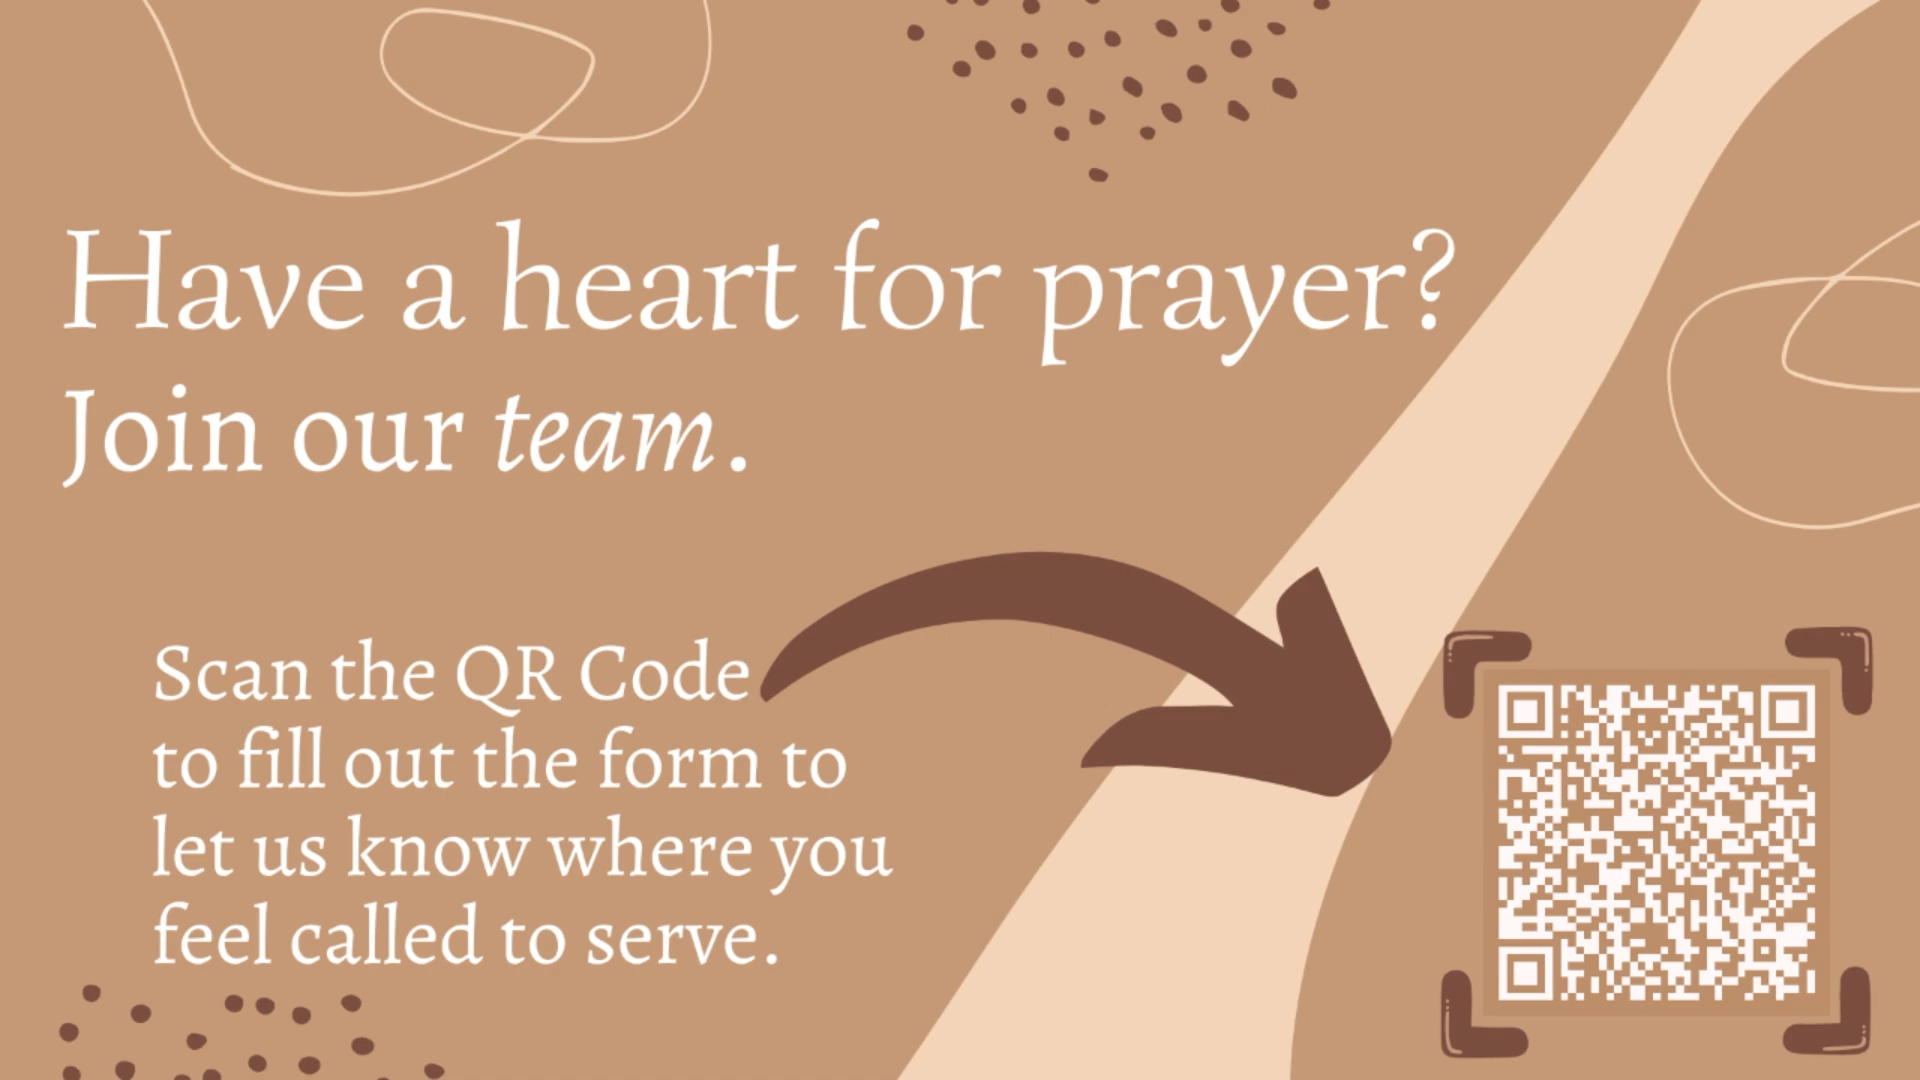 Have a heart for prayer?
Join our team.
Scan the QR Code
to fill out the form to
let us know where you
feel called to serve.